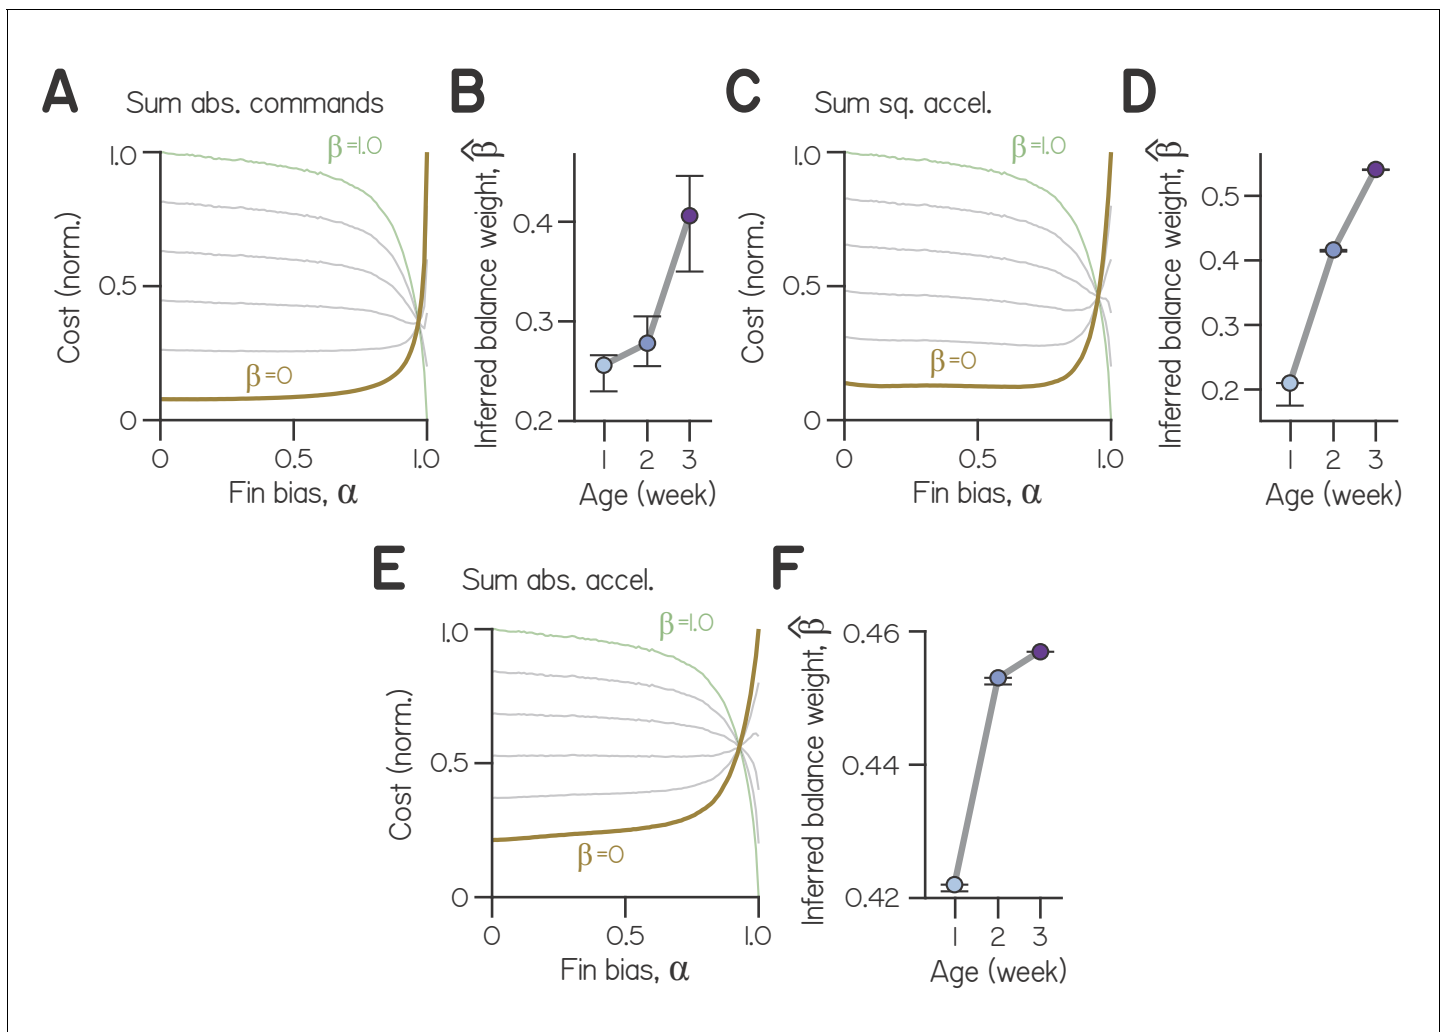 A
Sum abs. commands
β=1.0
1.0
0.5
0
Cost (norm.)
β=0
0
0.5
1.0
Fin bias, α
B
Inferred balance weight, β̂
0.4
0.3
0.2
1
2
3
Age (week)
C
Sum sq. accel.
β=1.0
1.0
0.5
0
Cost (norm.)
β=0
0
0.5
1.0
Fin bias, α
D
Inferred balance weight, β̂
0.5
0.4
0.3
0.2
1
2
3
Age (week)
E
Sum abs. accel.
β=1.0
1.0
0.5
0
Cost (norm.)
β=0
0
0.5
1.0
Fin bias, α
F
Inferred balance weight, β̂
0.46
0.44
0.42
1
2
3
Age (week)